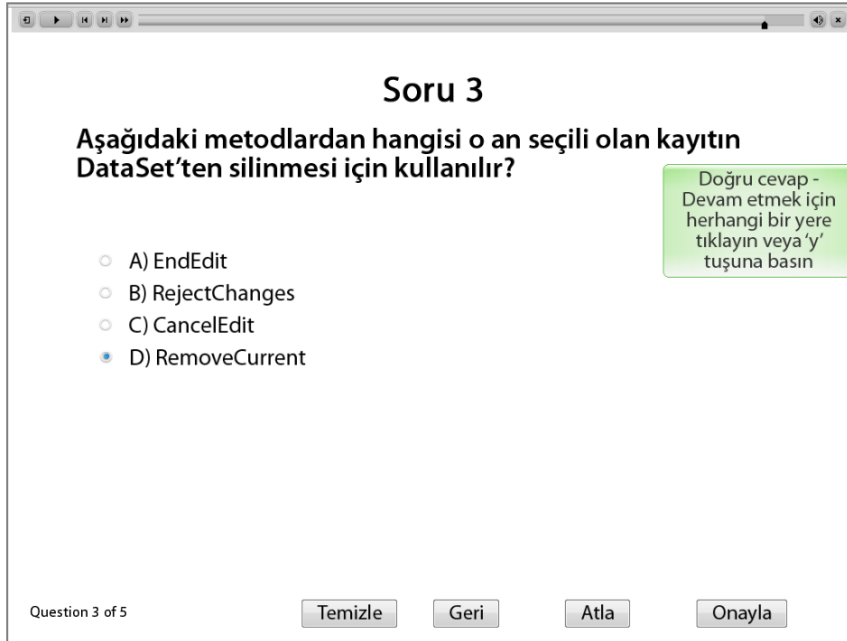 Soru 3
Aşağıdaki metodlardan hangisi o an seçili olan kayıtın
DataSet’ten silinmesi için kullanılır?
Doğru cevap -
Devam etmek için
herhangi bir yere
tıklayın veya ‘y’
tuşuna basın
A) EndEdit
B) RejectChanges
C) CancelEdit
D) RemoveCurrent
Question 3 of 5
Temizle
Geri
Atla
Onayla